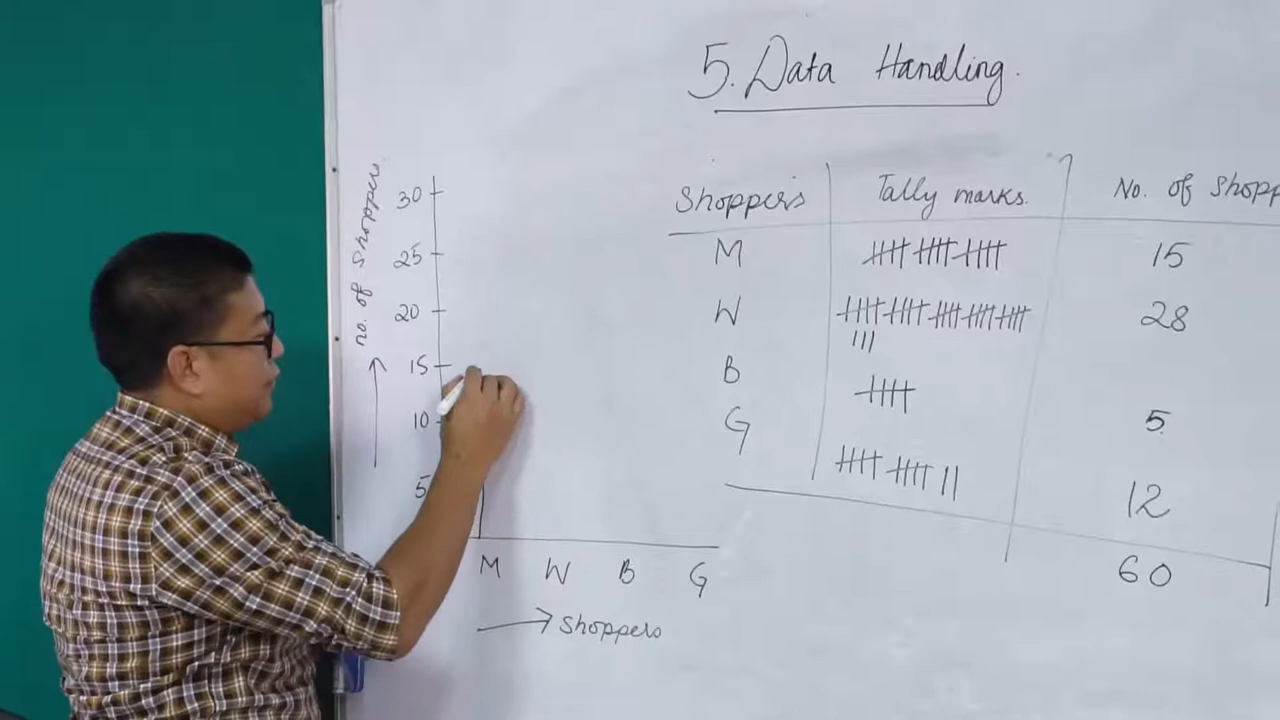 5. Data Handling.
Shopper's Tally marks. No. of Shopp
M 15
W 28
B 5
G 12
60
no. of Shoppers
30
25
20
15
10
5
M W B G
Shoppers